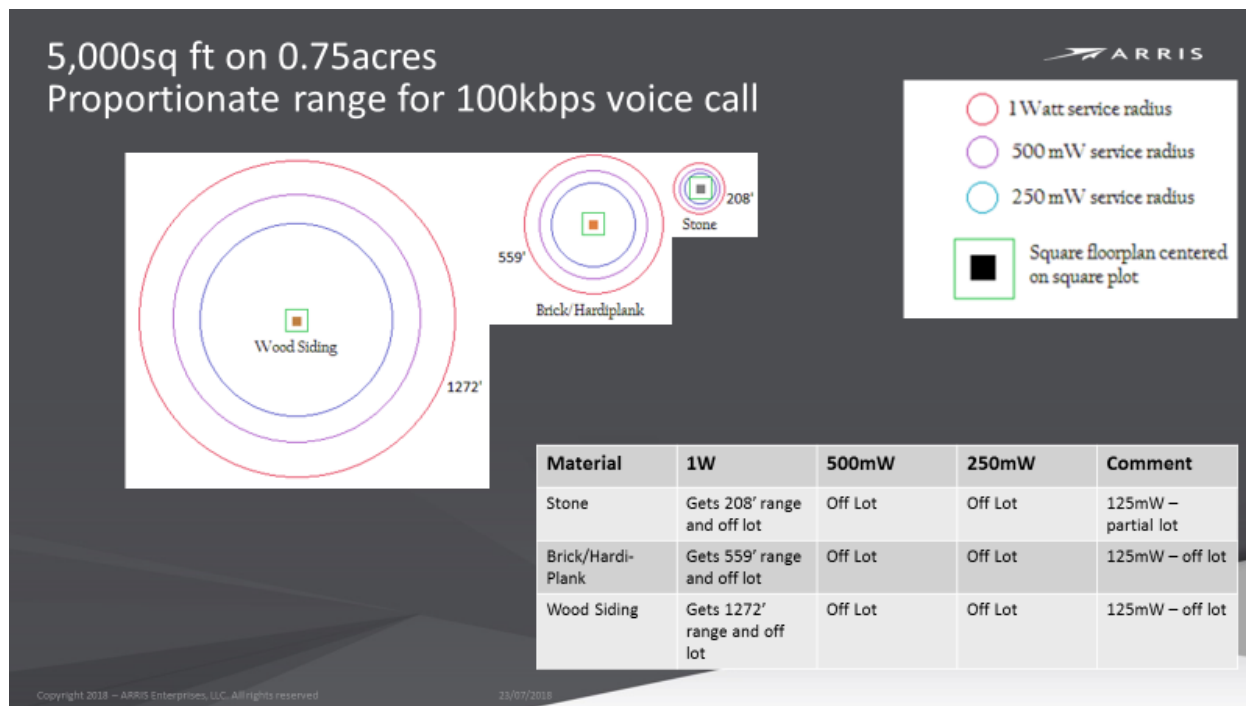 5,000sq ft on 0.75acres
Proportionate range for 100kbps voice call
ARRIS
1 Watt service radius
500 mW service radius
250 mW service radius
Square floorplan centered
on square plot
Wood Siding
1272'
559'
Brick/Hardiplank
208'
Stone
Material 1W 500mW 250mW Comment
Stone Gets 208' range Off Lot Off Lot 125mW –
and off lot partial lot
Brick/Hardi- Gets 559' range Off Lot Off Lot 125mW – off lot
Plank and off lot
Wood Siding Gets 1272' Off Lot Off Lot 125mW – off lot
range and off
lot
Copyright 2018 – ARRIS Enterprises, LLC. All rights reserved 23/07/2018